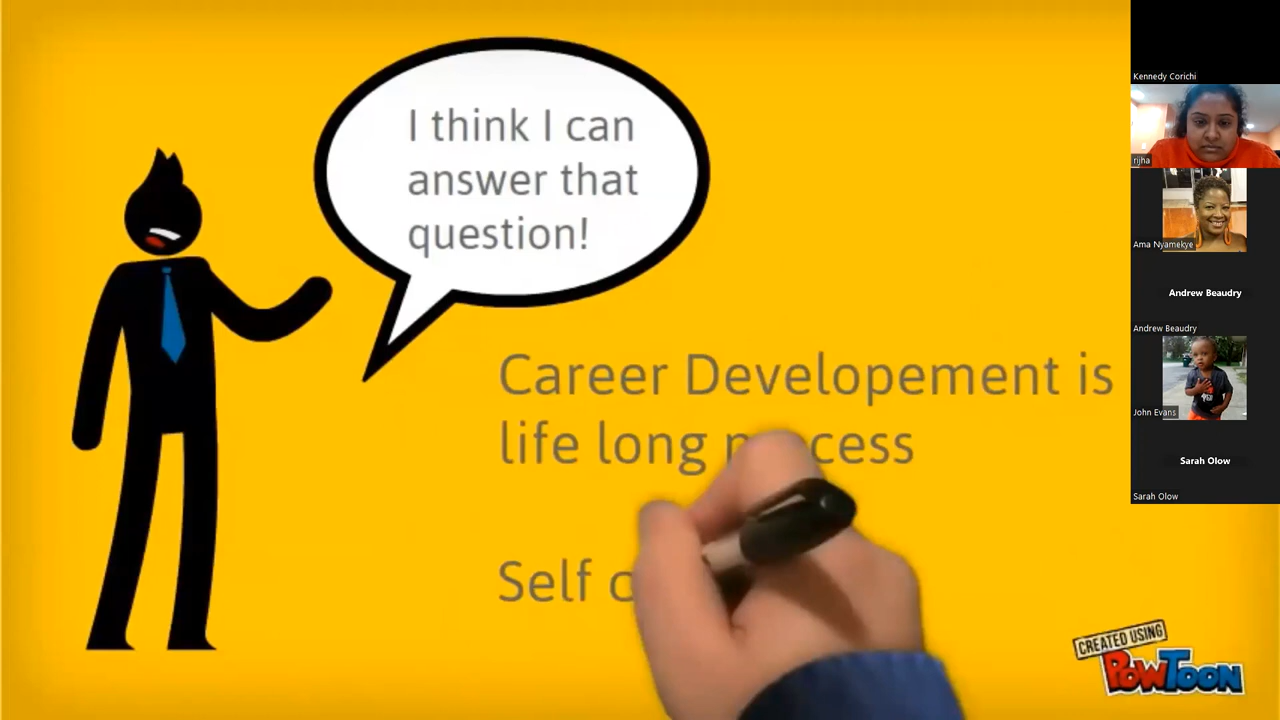 I think I can
answer that
question!
Career Developement is
life long process
Self
CREATED USING
POWTOON
Kennedy Corichi
rijha
Ama Nyamekye
Andrew Beaudry
Andrew Beaudry
John Evans
Sarah Olow
Sarah Olow